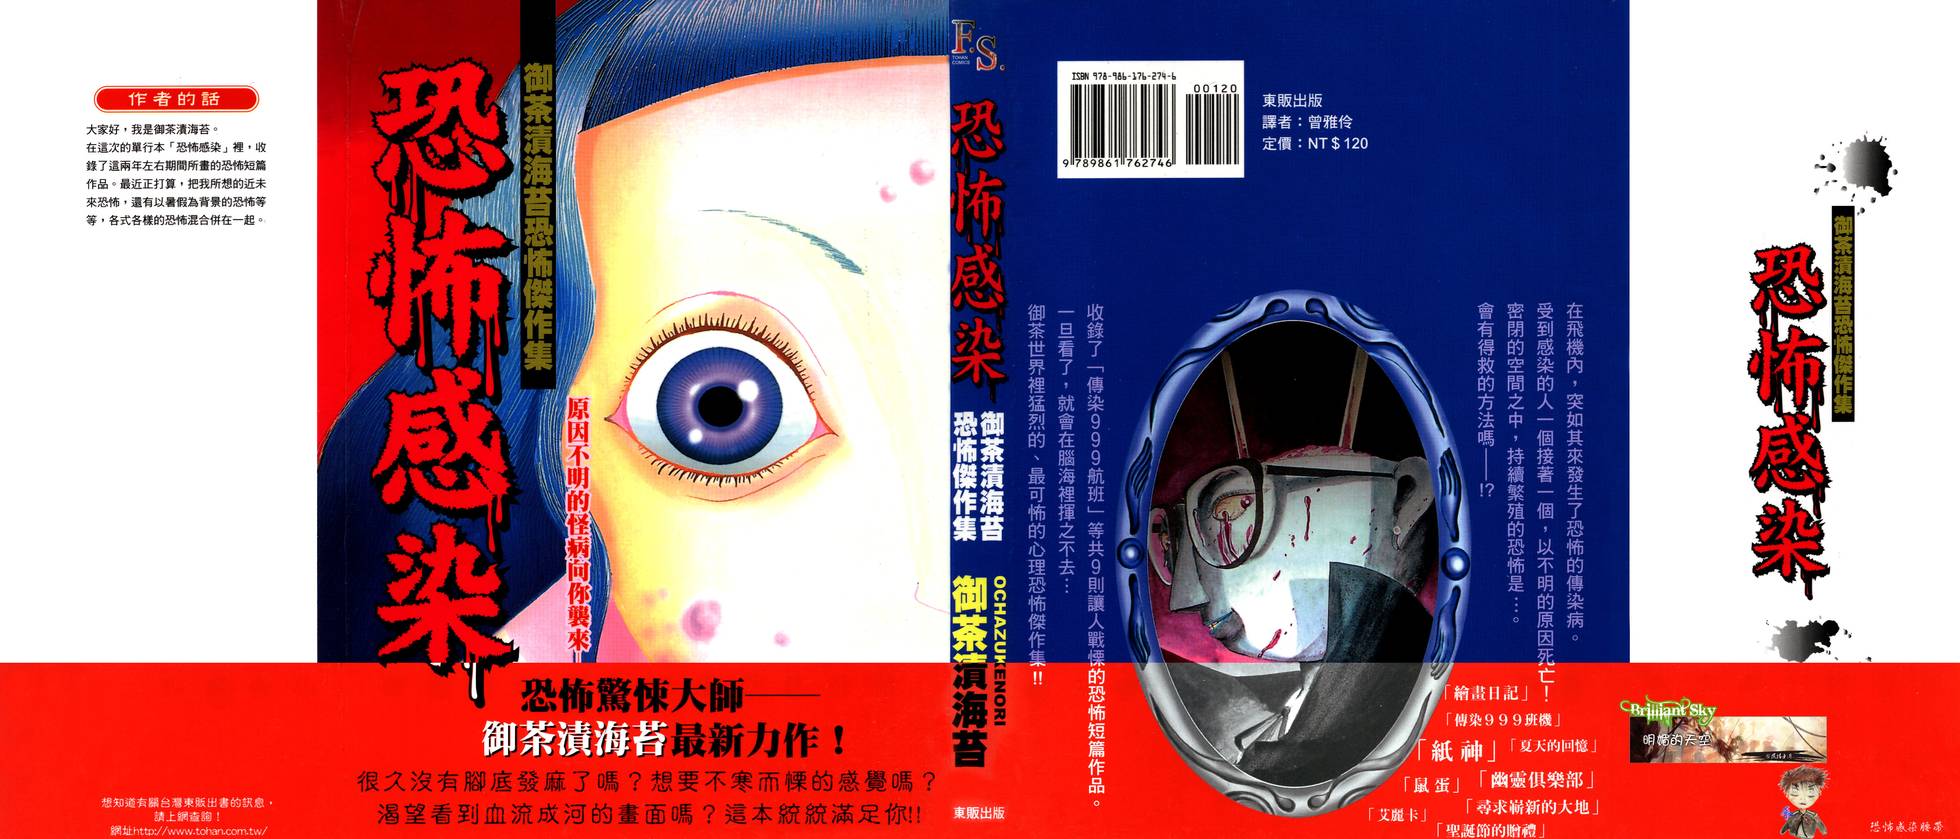 作者的話
大家好，我是御茶漬海苔。
在這次的單行本「恐怖感染」裡，收
錄了這兩年左右期間所畫的恐怖短篇
作品。最近正打算，把我所想的近未
來恐怖，還有以暑假為背景的恐怖等
等，各式各樣的恐怖混合併在一起。
想知道有關台灣東販出書的訊息，
請上網查詢！
網址http://www.tohan.com.tw/
恐怖感染
御茶漬海苔恐怖傑作集
原因不明的怪病向你襲來—
恐怖驚悚大師——
御茶漬海苔最新力作！
很久沒有腳底發麻了嗎？想要不寒而慄的感覺嗎？
渴望看到血流成河的畫面嗎？這本統統滿足你!!
F.S.
TOHAN
COMICS
恐怖感染
御茶漬海苔
恐怖傑作集
OCHAZUKENORI
御茶漬海苔
東販出版
ISBN 978-986-176-274-6
00120
9 789861 762746
東販出版
譯者：曾雅伶
定價：NT＄120
在飛機內，突如其來發生了恐怖的傳染病。
受到感染的人一個接著一個，以不明的原因死亡！
密閉的空間之中，持續繁殖的恐怖是…。
會有得救的方法嗎——!?
收錄了「傳染999航班」等共9則讓人戰慄的恐怖短篇作品。
一旦看了，就會在腦海裡揮之不去…
御茶世界裡猛烈的、最可怖的心理恐怖傑作集!!
「繪畫日記」
「傳染999班機」
「紙神」「夏天的回憶」
「鼠蛋」「幽靈俱樂部」
「尋求嶄新的大地」
「艾麗卡」
「聖誕節的贈禮」
御茶漬海苔恐怖傑作集
恐怖感染
Brilliant Sky
明媚的天空
恐怖感染腰帶